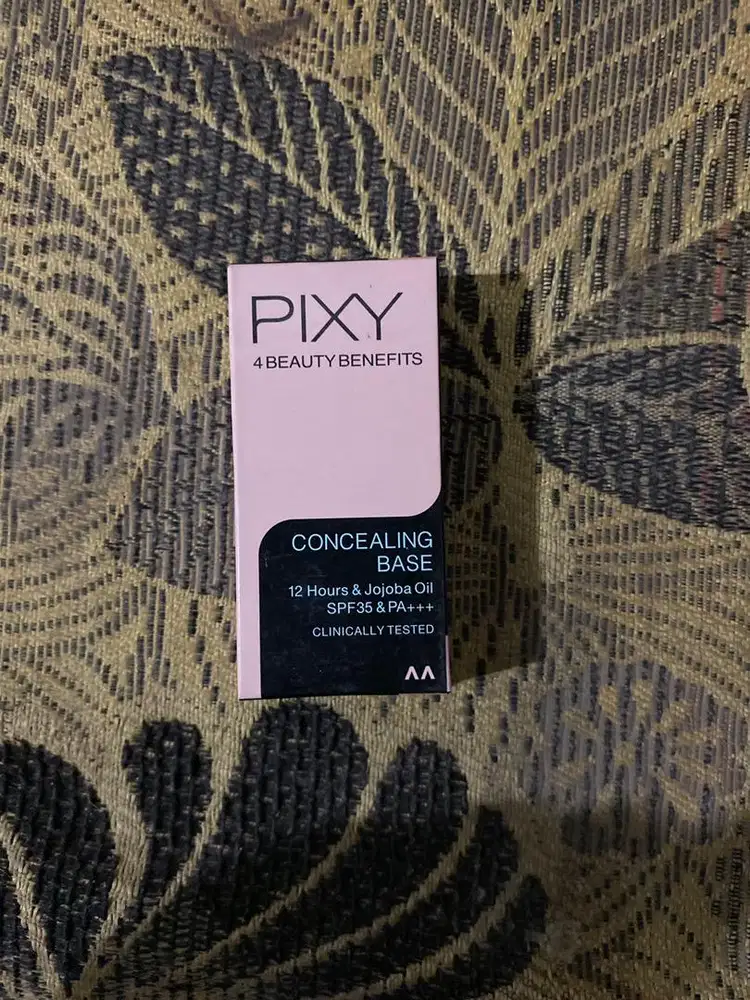 PIXY
4 BEAUTY BENEFITS
CONCEALING
BASE
12 Hours & Jojoba Oil
SPF35 & PA+++
CLINICALLY TESTED